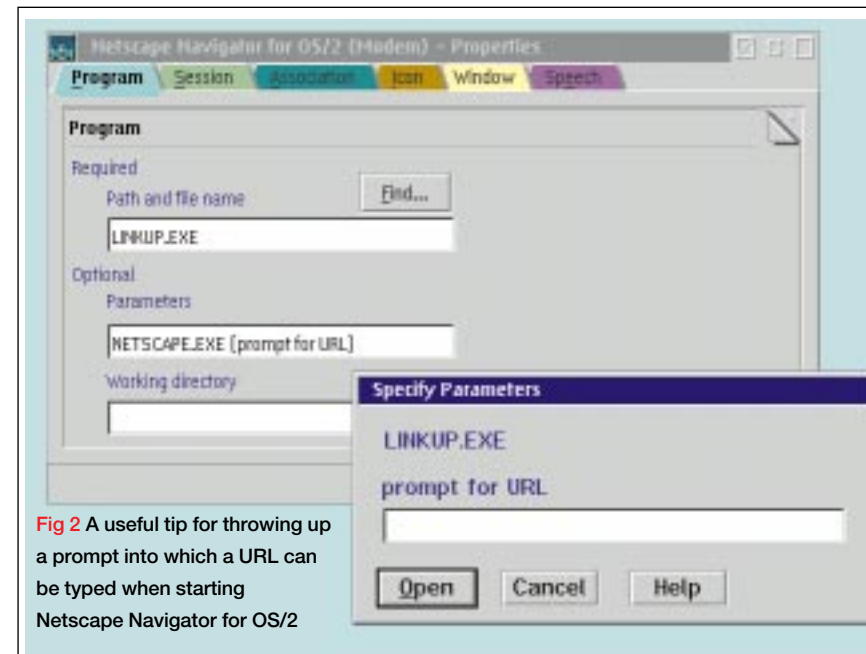 Netscape Navigator for OS/2 (Modem) - Properties
Program Session Association Icon Window Speech
Program
Required
Path and file name Find...
LINKUP.EXE
Optional
Parameters
NETSCAPE.EXE [prompt for URL]
Working directory
Specify Parameters
LINKUP.EXE
prompt for URL
Open Cancel Help
Fig 2 A useful tip for throwing up
a prompt into which a URL can
be typed when starting
Netscape Navigator for OS/2